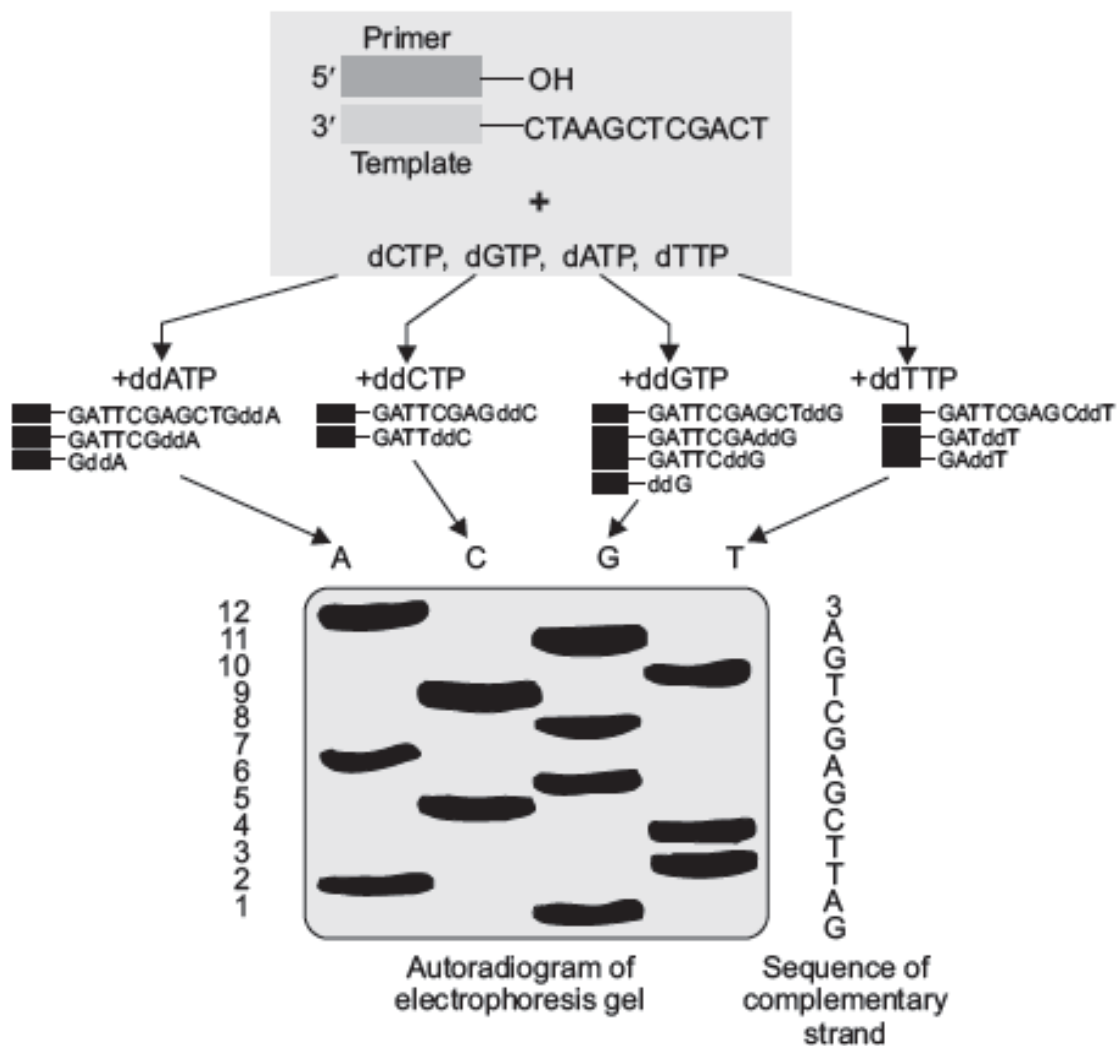 Primer
5′ OH
3′ CTAAGCTCGACT
Template
+
dCTP, dGTP, dATP, dTTP
+ddATP
GATTCGAGCTGddA
GATTCGddA
GddA
+ddCTP
GATTCGAGddC
GATTddC
+ddGTP
GATTCGAGCTddG
GATTCGAddG
GATTCddG
ddG
+ddTTP
GATTCGAGCddT
GATddT
GAddT
A C G T
12
11
10
9
8
7
6
5
4
3
2
1
3
A
G
T
C
G
A
G
C
T
T
A
G
Autoradiogram of
electrophoresis gel
Sequence of
complementary
strand